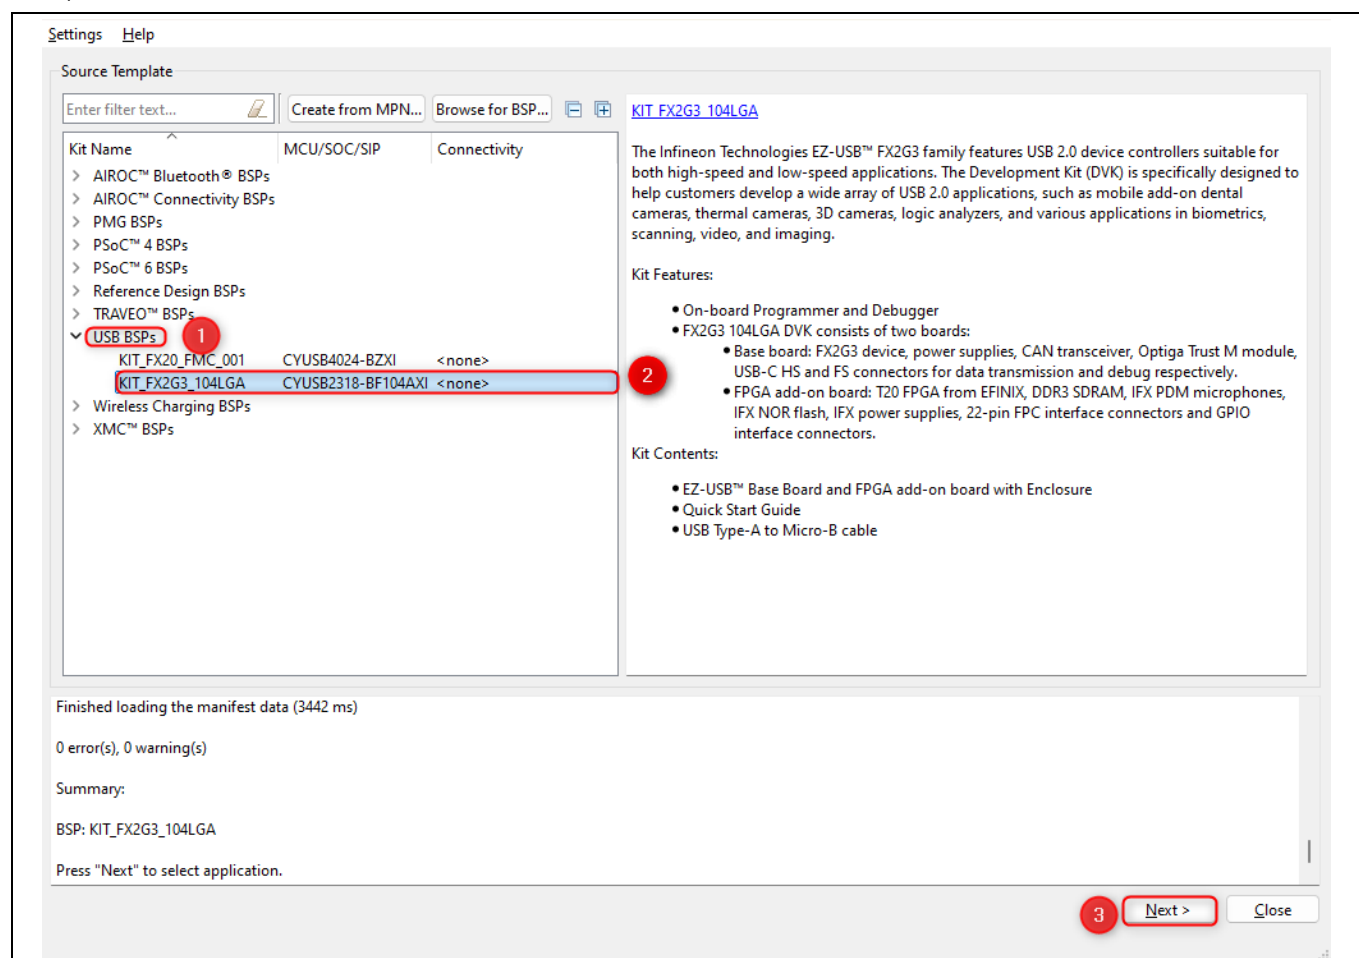 Settings Help
Source Template
Enter filter text... Create from MPN... Browse for BSP...
Kit Name MCU/SOC/SIP Connectivity
AIROC™ Bluetooth® BSPs
AIROC™ Connectivity BSPs
PMG BSPs
PSoC™ 4 BSPs
PSoC™ 6 BSPs
Reference Design BSPs
TRAVEO™ BSPs
USB BSPs 1
KIT_FX20_FMC_001 CYUSB4024-BZXI <none>
KIT_FX2G3_104LGA CYUSB2318-BF104AXI <none> 2
Wireless Charging BSPs
XMC™ BSPs
KIT_FX2G3_104LGA
The Infineon Technologies EZ-USB™ FX2G3 family features USB 2.0 device controllers suitable for
both high-speed and low-speed applications. The Development Kit (DVK) is specifically designed to
help customers develop a wide array of USB 2.0 applications, such as mobile add-on dental
cameras, thermal cameras, 3D cameras, logic analyzers, and various applications in biometrics,
scanning, video, and imaging.
Kit Features:
• On-board Programmer and Debugger
• FX2G3 104LGA DVK consists of two boards:
• Base board: FX2G3 device, power supplies, CAN transceiver, Optiga Trust M module,
USB-C HS and FS connectors for data transmission and debug respectively.
• FPGA add-on board: T20 FPGA from EFINIX, DDR3 SDRAM, IFX PDM microphones,
IFX NOR flash, IFX power supplies, 22-pin FPC interface connectors and GPIO
interface connectors.
Kit Contents:
• EZ-USB™ Base Board and FPGA add-on board with Enclosure
• Quick Start Guide
• USB Type-A to Micro-B cable
Finished loading the manifest data (3442 ms)
0 error(s), 0 warning(s)
Summary:
BSP: KIT_FX2G3_104LGA
Press "Next" to select application.
3 Next > Close